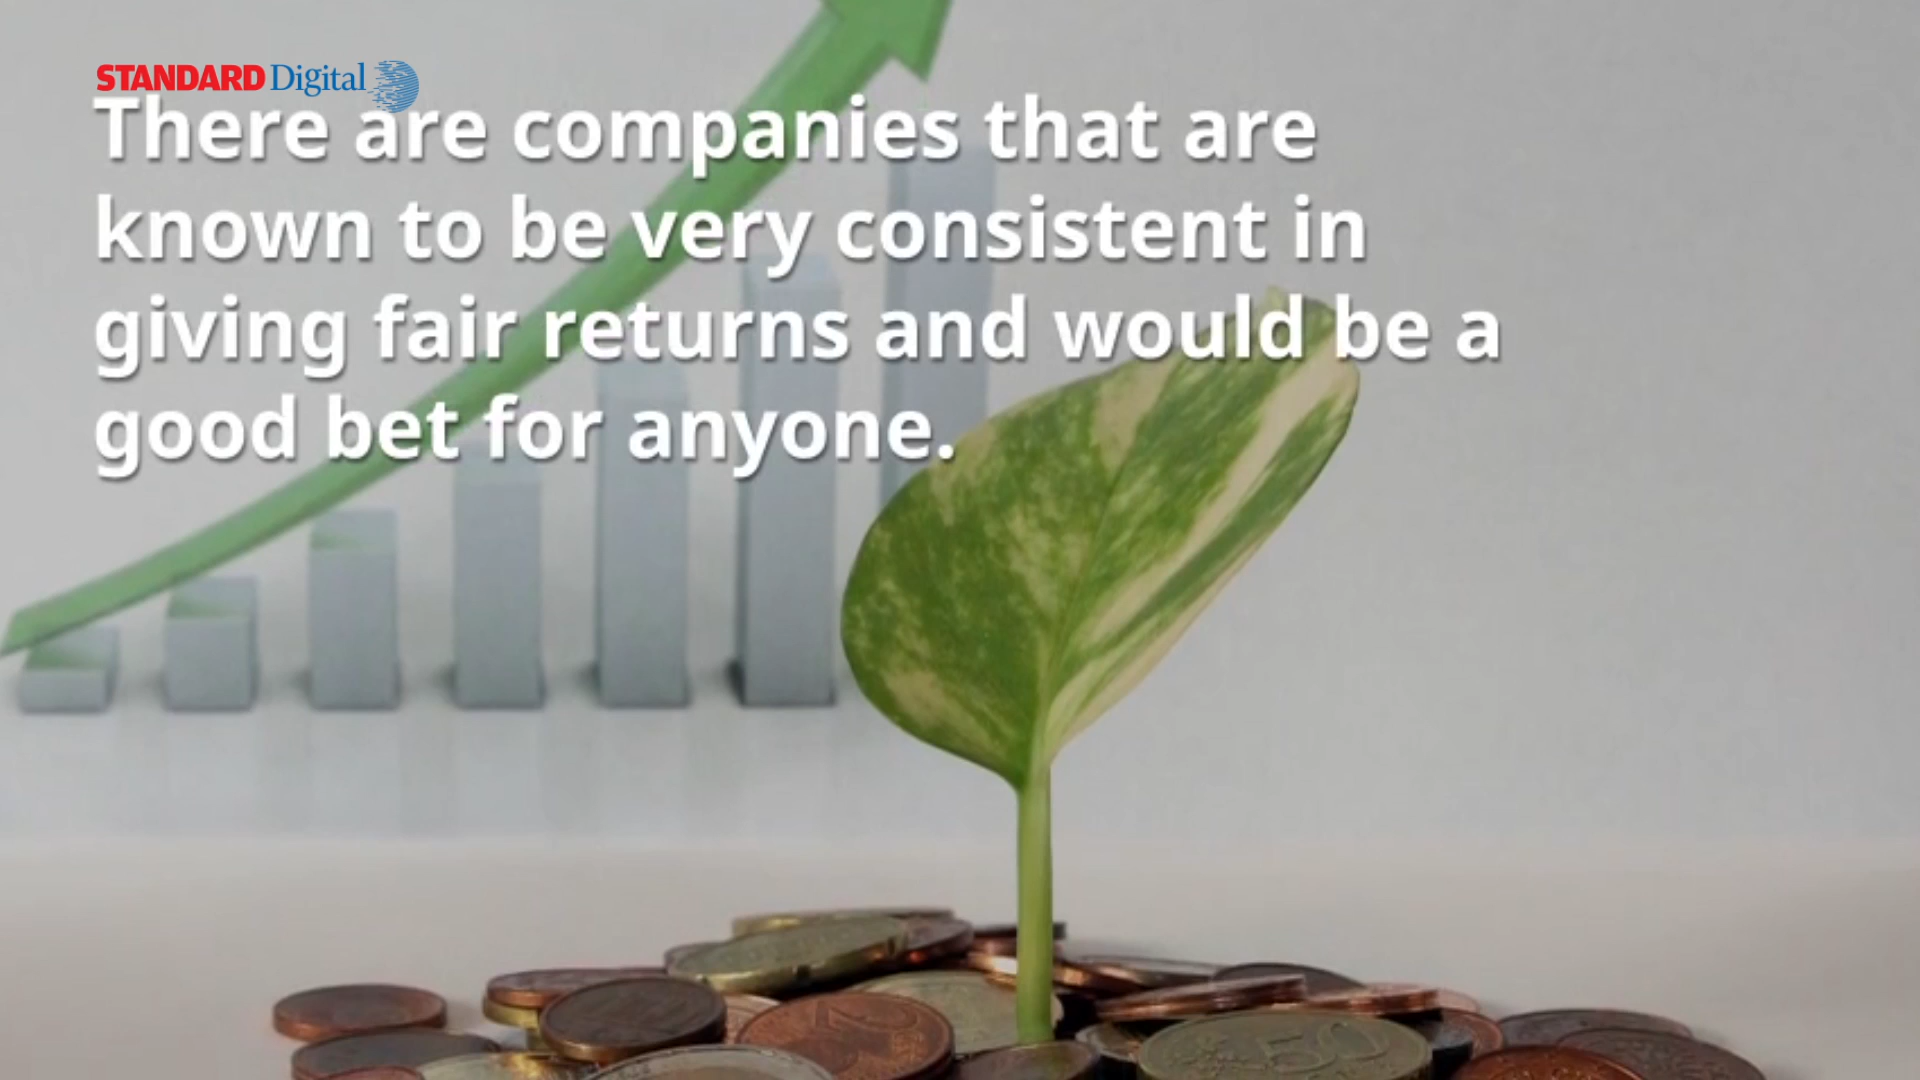 STANDARD Digital
There are companies that are
known to be very consistent in
giving fair returns and would be a
good bet for anyone.
50